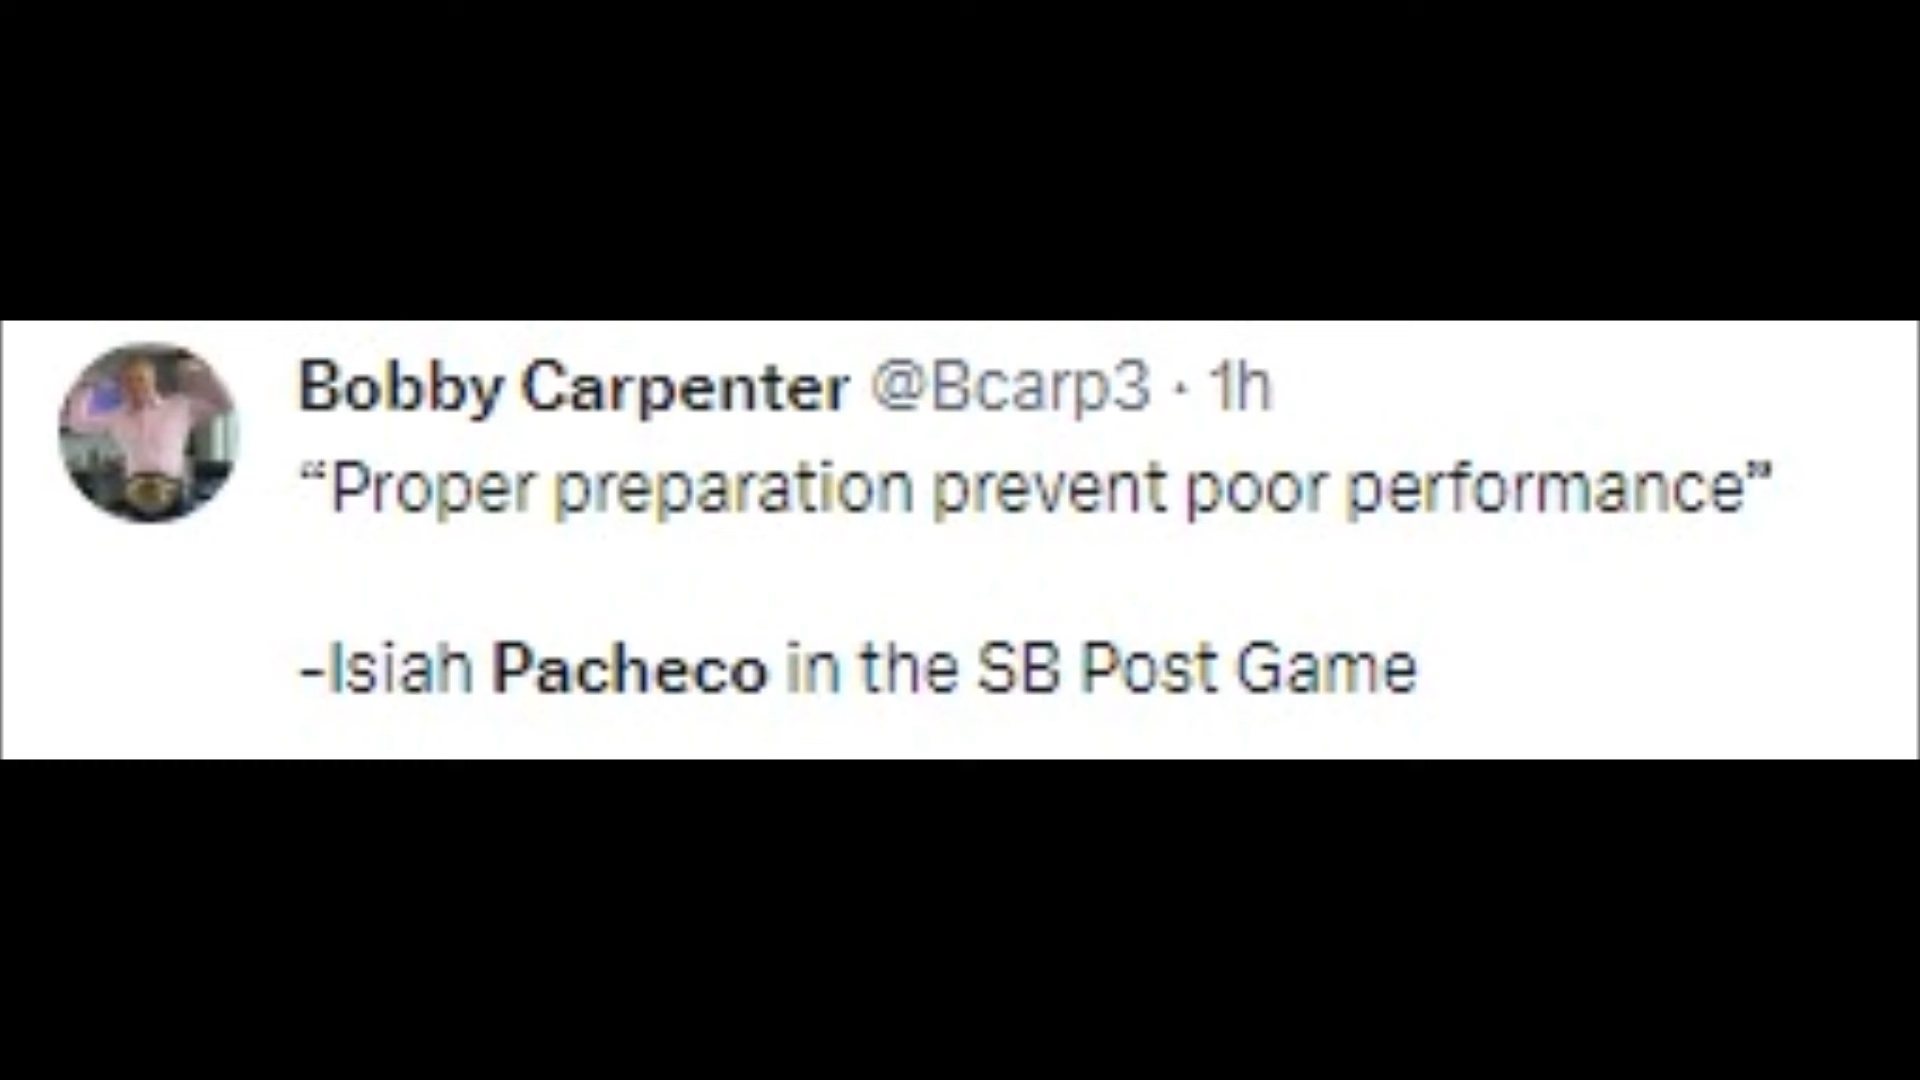 Bobby Carpenter @Bcarp3 · 1h
“Proper preparation prevent poor performance”
-Isiah Pacheco in the SB Post Game